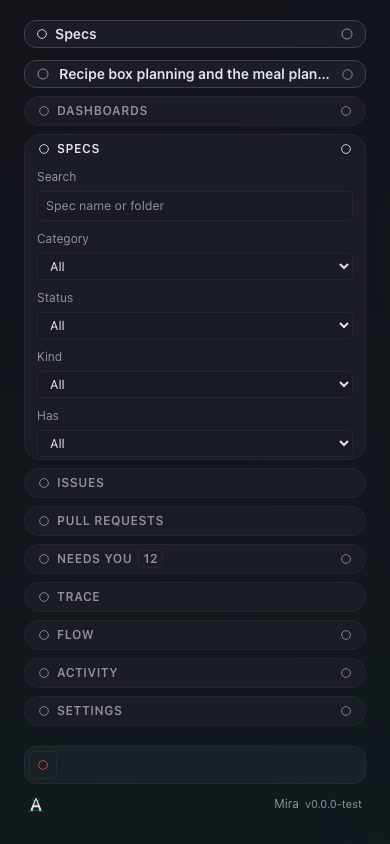 Specs
Recipe box planning and the meal plan...
DASHBOARDS
SPECS
Search
Spec name or folder
Category
All
Status
All
Kind
All
Has
All
ISSUES
PULL REQUESTS
NEEDS YOU 12
TRACE
FLOW
ACTIVITY
SETTINGS
A
Mira v0.0.0-test